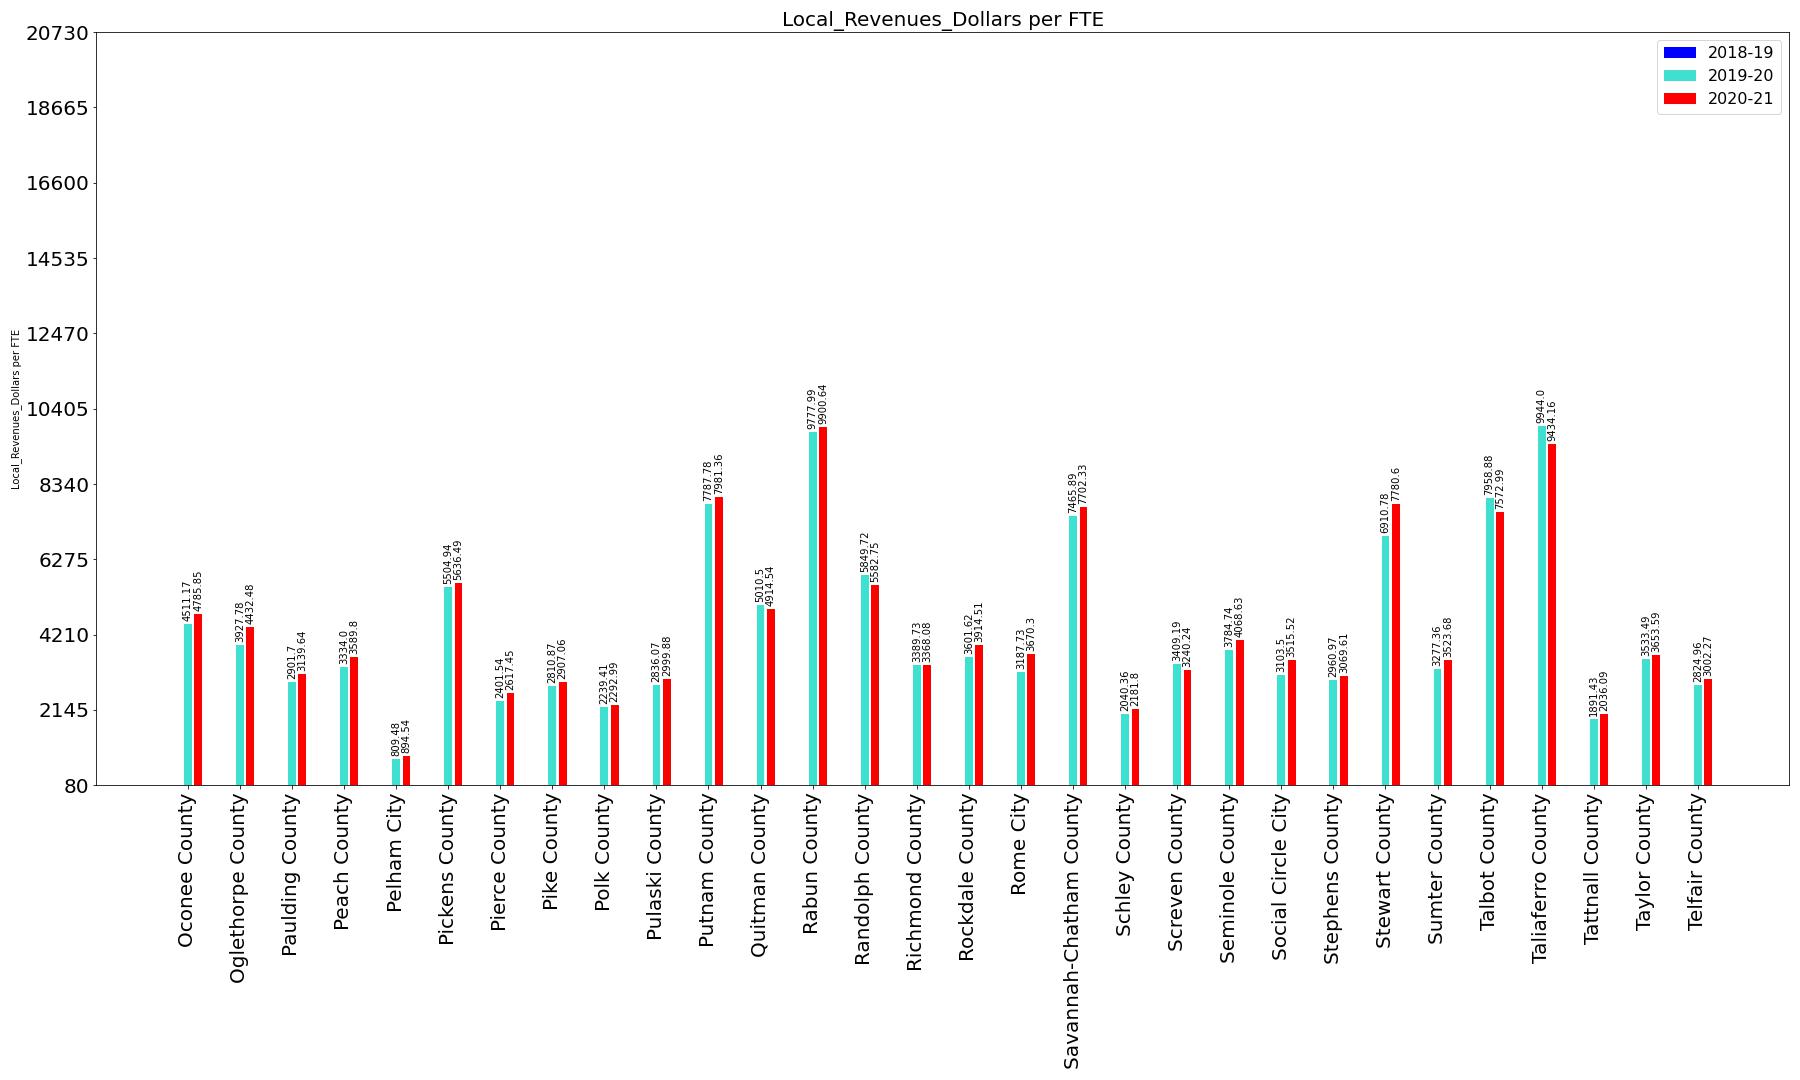 Local_Revenues_Dollars per FTE
2018-19
2019-20
2020-21
Local_Revenues_Dollars per FTE
20730
18665
16600
14535
12470
10405
8340
6275
4210
2145
80
4511.17
4785.85
3927.78
4432.48
2901.7
3139.64
3334.0
3589.8
809.48
894.54
5504.94
5636.49
2401.54
2617.45
2810.87
2907.06
2239.41
2292.99
2836.07
2999.88
7787.78
7981.36
5010.5
4914.54
9777.99
9900.64
5849.72
5582.75
3389.73
3368.08
3601.62
3914.51
3187.73
3670.3
7465.89
7702.33
2040.36
2181.8
3409.19
3240.24
3784.74
4068.63
3103.5
3515.52
2960.97
3069.61
6910.78
7780.6
3277.36
3523.68
7958.88
7572.99
9944.0
9434.16
1891.43
2036.09
3533.49
3653.59
2824.96
3002.27
Oconee County
Oglethorpe County
Paulding County
Peach County
Pelham City
Pickens County
Pierce County
Pike County
Polk County
Pulaski County
Putnam County
Quitman County
Rabun County
Randolph County
Richmond County
Rockdale County
Rome City
Savannah-Chatham County
Schley County
Screven County
Seminole County
Social Circle City
Stephens County
Stewart County
Sumter County
Talbot County
Taliaferro County
Tattnall County
Taylor County
Telfair County